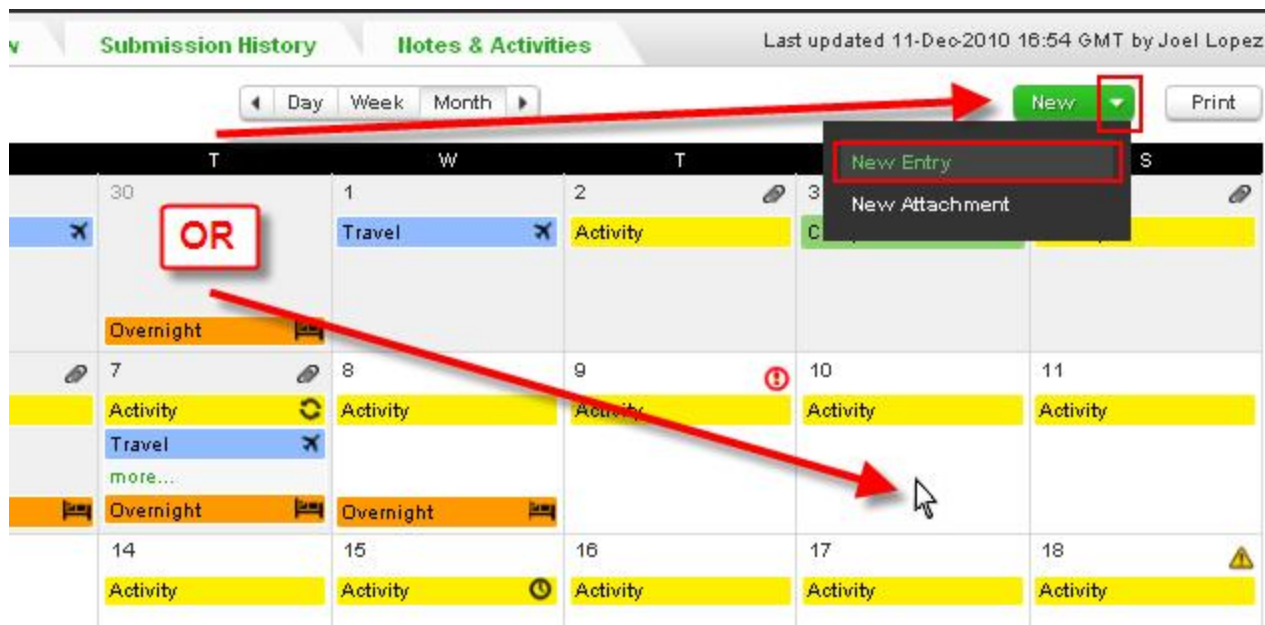 Submission History Notes & Activities Last updated 11-Dec-2010 16:54 GMT by Joel Lopez
Day Week Month New Print
T W T S
New Entry
New Attachment
30 1 2 3
OR Travel Activity
Overnight
7 8 9 10 11
Activity Activity Activity Activity Activity
Travel
more...
Overnight Overnight
14 15 16 17 18
Activity Activity Activity Activity Activity